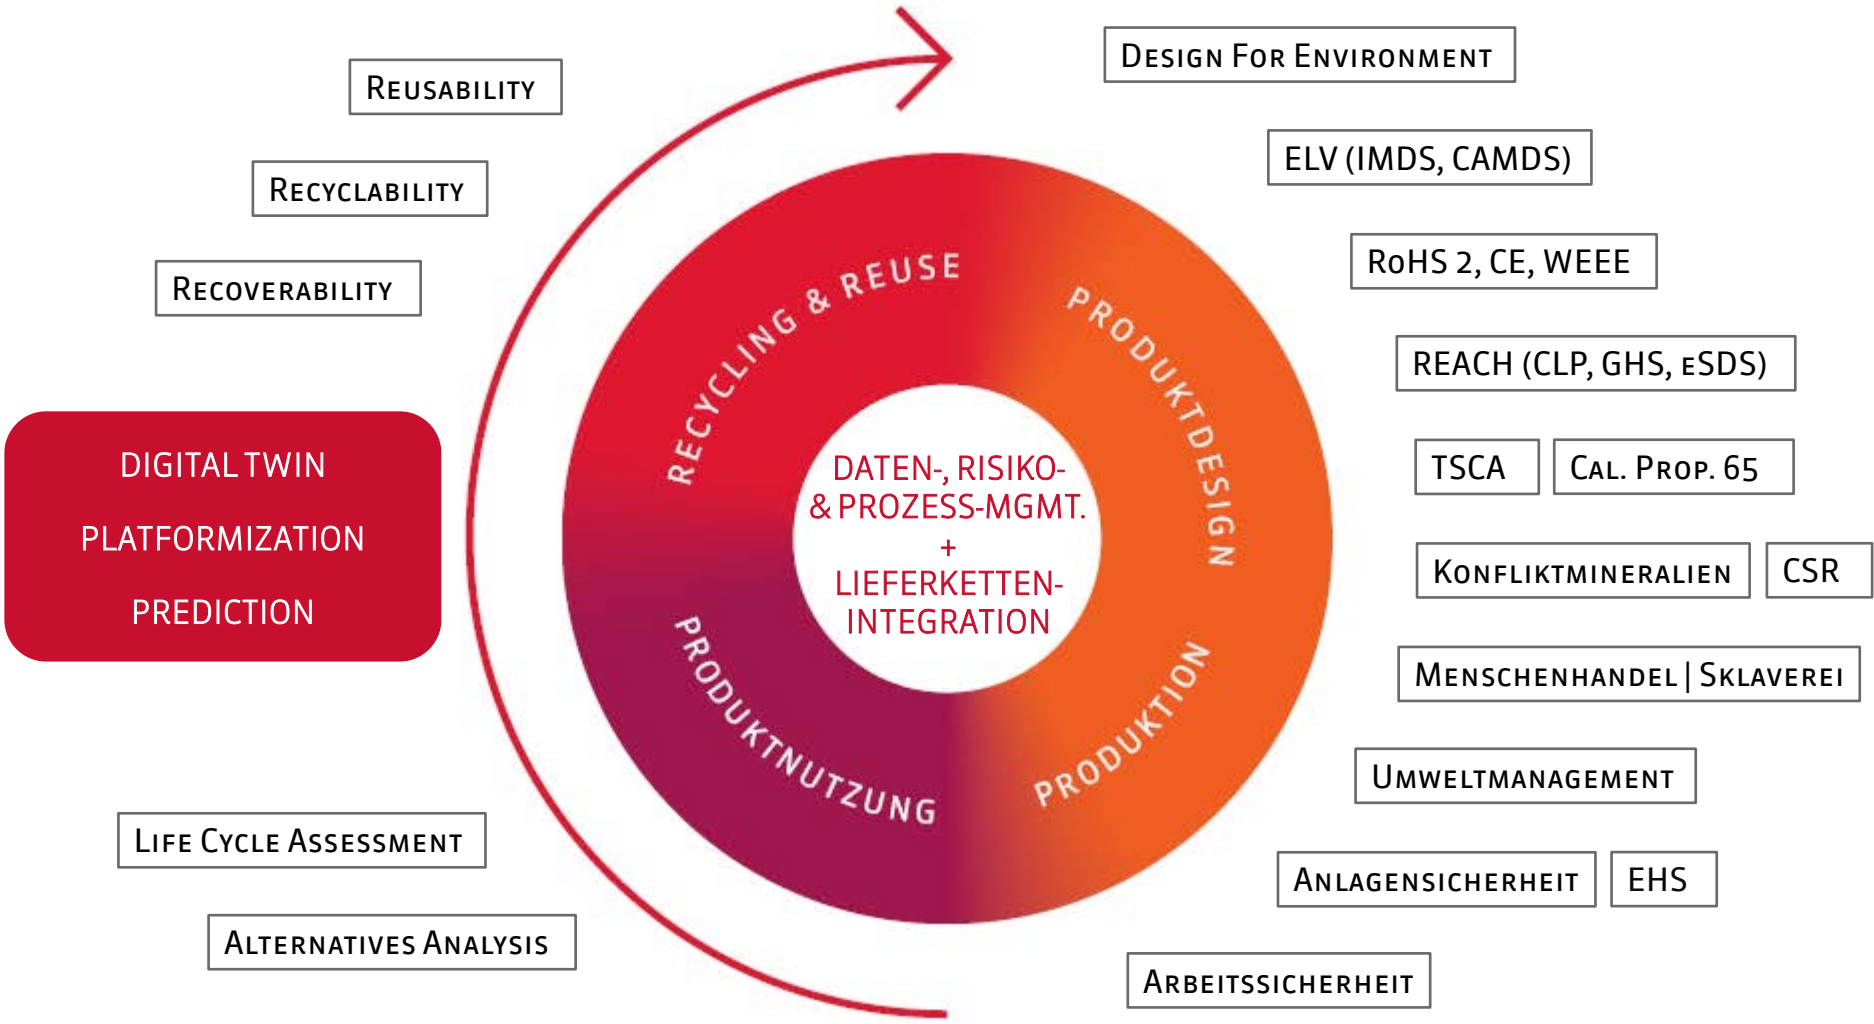 Reusability
Recyclability
Recoverability
DIGITAL TWIN
PLATFORMIZATION
PREDICTION
Life Cycle Assessment
Alternatives Analysis
RECYCLING & REUSE
PRODUKTDESIGN
PRODUKTION
PRODUKTNUTZUNG
DATEN-, RISIKO-
& PROZESS-MGMT.
+
LIEFERKETTEN-
INTEGRATION
Design For Environment
ELV (IMDS, CAMDS)
RoHS 2, CE, WEEE
REACH (CLP, GHS, eSDS)
TSCA
Cal. Prop. 65
Konfliktmineralien
CSR
Menschenhandel | Sklaverei
Umweltmanagement
Anlagensicherheit
EHS
Arbeitssicherheit